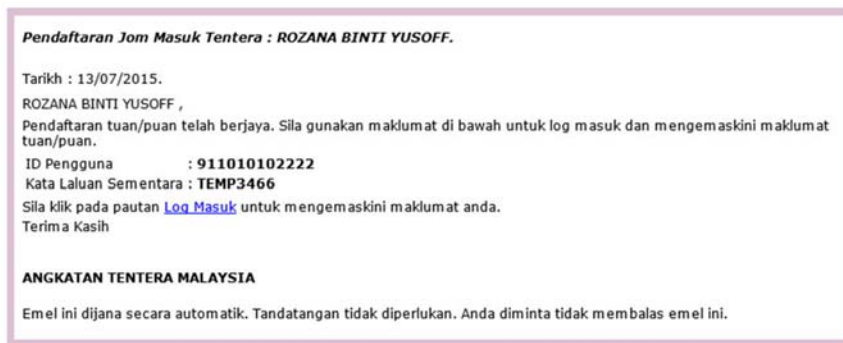 Pendaftaran Jom Masuk Tentera : ROZANA BINTI YUSOFF.
Tarikh : 13/07/2015.
ROZANA BINTI YUSOFF ,
Pendaftaran tuan/puan telah berjaya. Sila gunakan maklumat di bawah untuk log masuk dan mengemaskini maklumat
tuan/puan.
ID Pengguna : 911010102222
Kata Laluan Sementara : TEMP3466
Sila klik pada pautan Log Masuk untuk mengemaskini maklumat anda.
Terima Kasih
ANGKATAN TENTERA MALAYSIA
Emel ini dijana secara automatik. Tandatangan tidak diperlukan. Anda diminta tidak membalas emel ini.